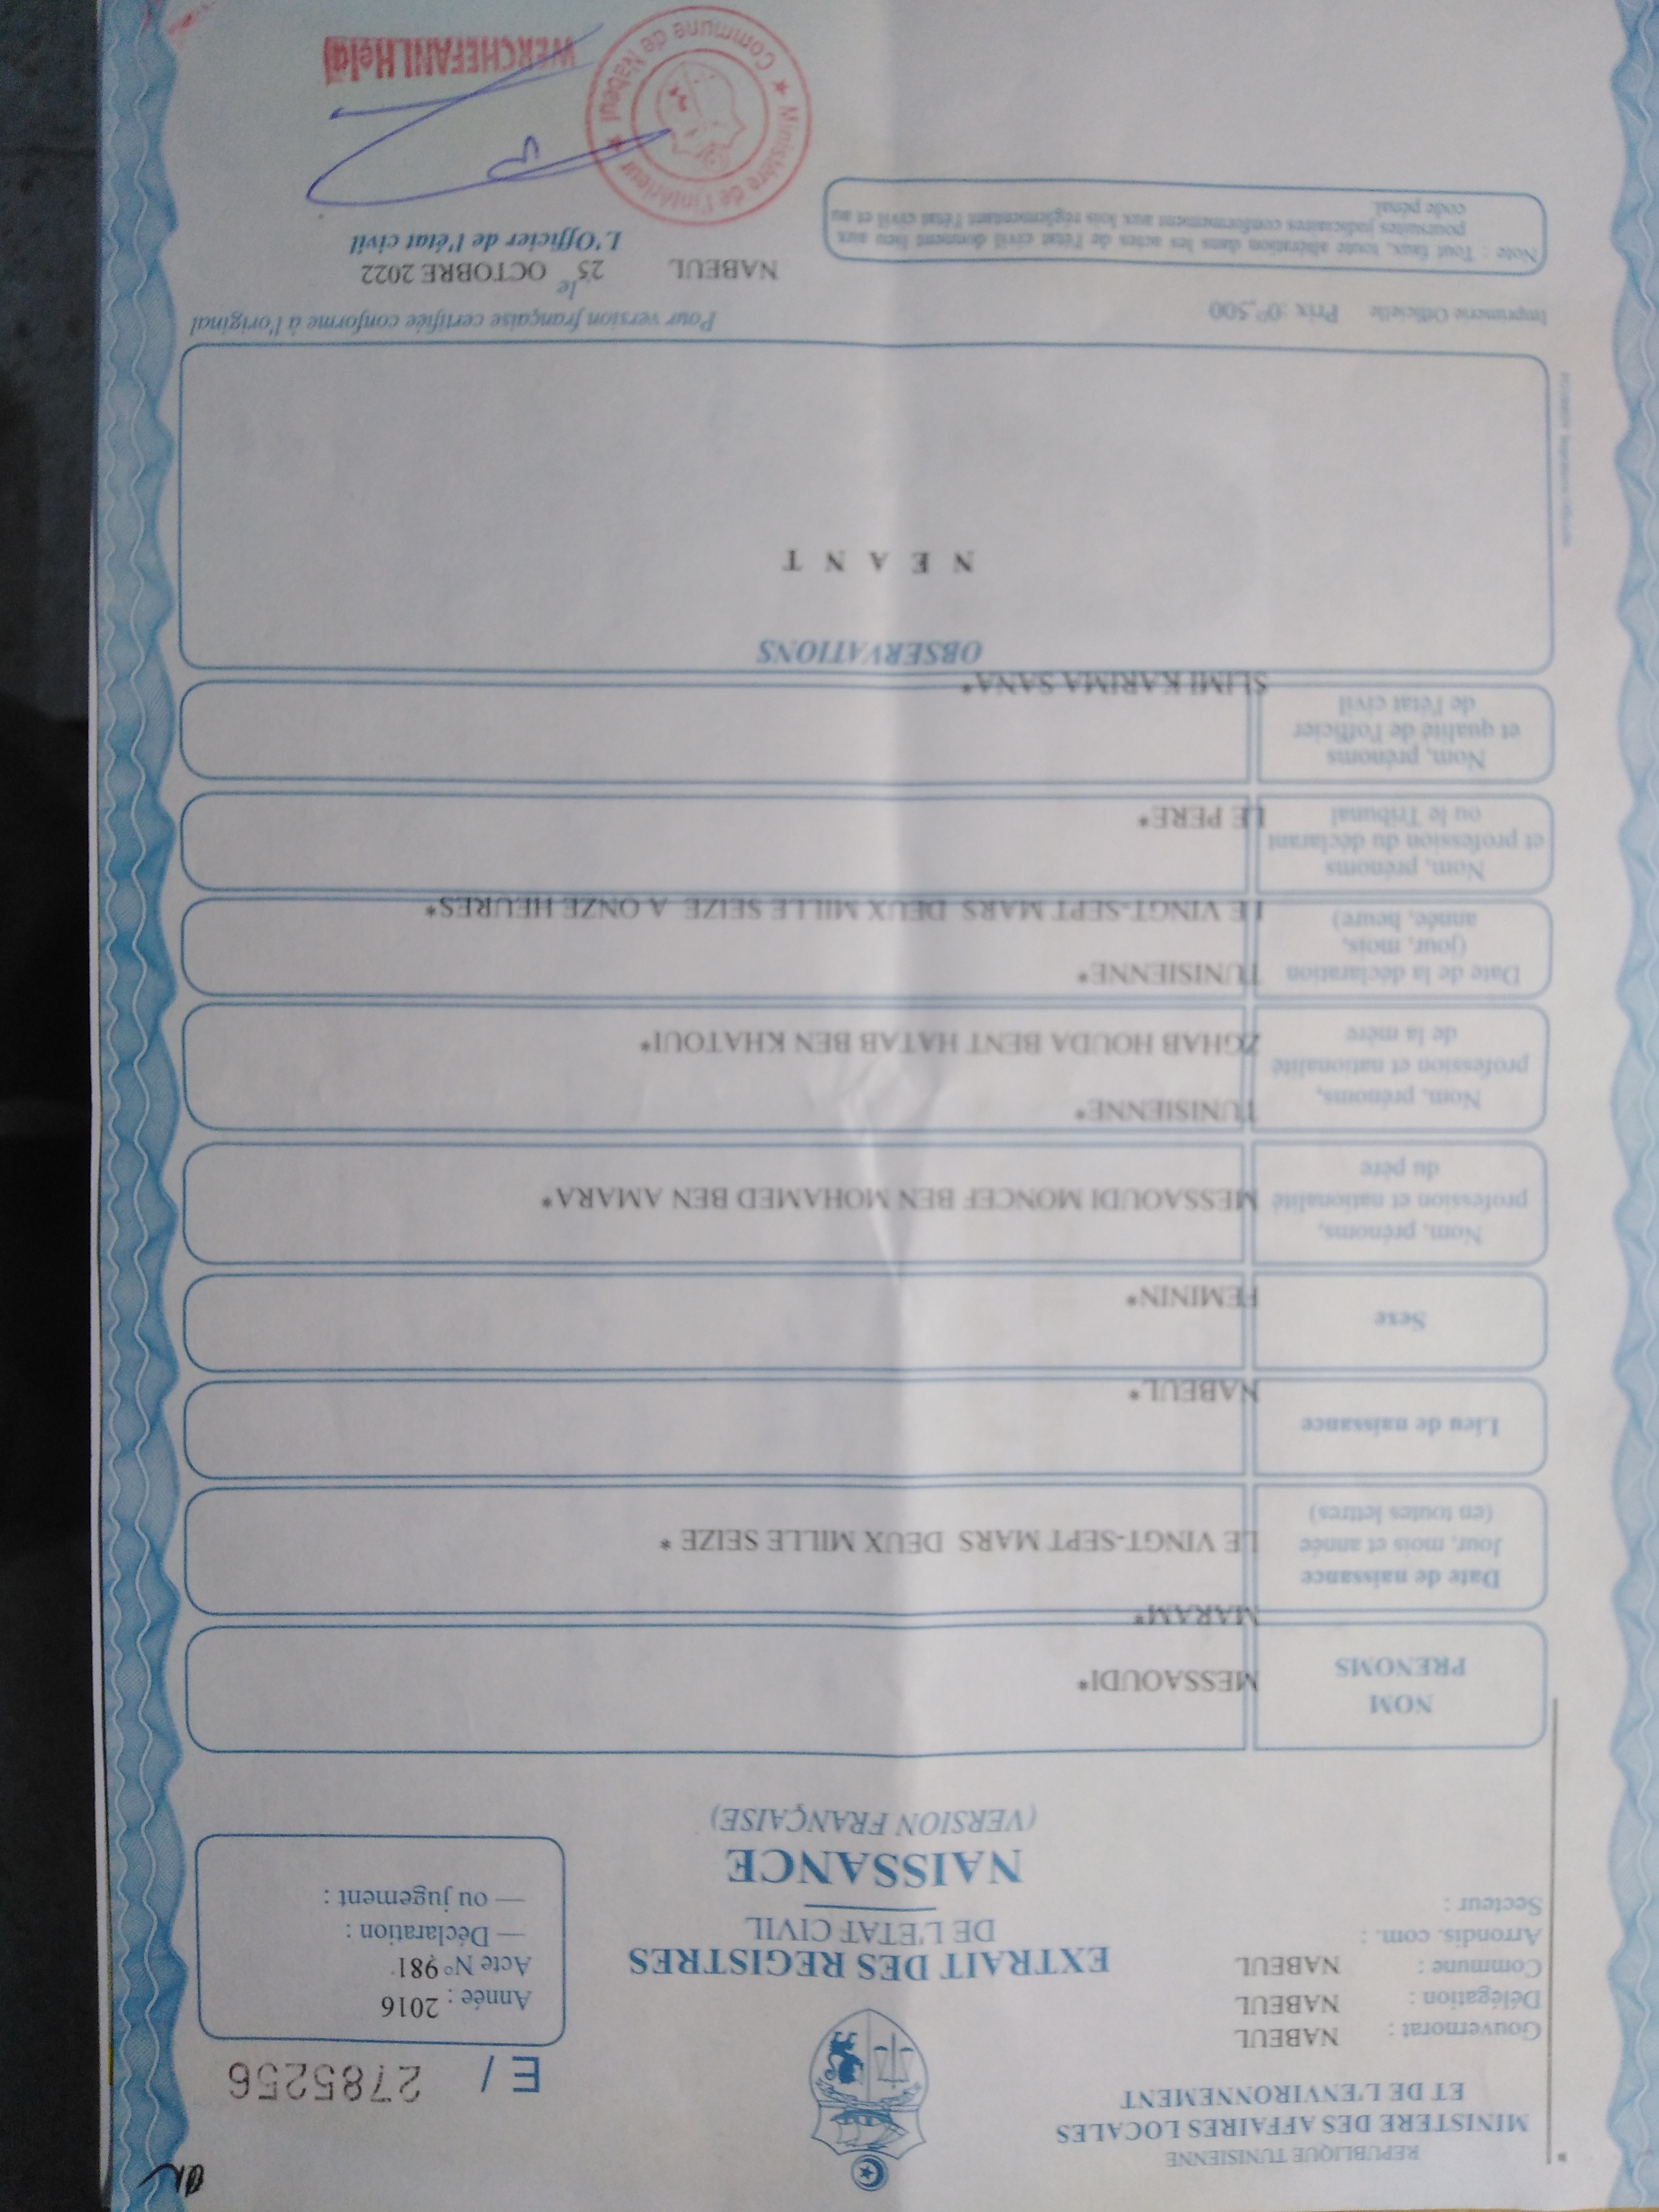 REPUBLIQUE TUNISIENNE
MINISTERE DES AFFAIRES LOCALES
ET DE L'ENVIRONNEMENT
Gouvernorat : NABEUL
Délégation : NABEUL
Commune : NABEUL
Arrondis. com. :
Secteur :
E / 2785256
Année : 2016
Acte N° 981
— Déclaration :
— ou jugement :
EXTRAIT DES REGISTRES
DE L'ETAT CIVIL
NAISSANCE
(VERSION FRANÇAISE)
NOM
PRENOMS
MESSAOUDI*
MARAM*
Date de naissance
Jour, mois et année
(en toutes lettres)
LE VINGT-SEPT MARS DEUX MILLE SEIZE *
Lieu de naissance
NABEUL*
Sexe
FEMININ*
Nom, prénoms,
profession et nationalité
du père
MESSAOUDI MONCEF BEN MOHAMED BEN AMARA*
TUNISIENNE*
Nom, prénoms,
profession et nationalité
de la mère
ZGHAB HOUDA BENT HATAB BEN KHATOUI*
TUNISIENNE*
Date de la déclaration
(jour, mois,
année, heure)
LE VINGT-SEPT MARS DEUX MILLE SEIZE A ONZE HEURES*
Nom, prénoms
et profession du déclarant
ou le Tribunal
LE PERE*
Nom, prénoms
et qualité de l'officier
de l'état civil
SLIMI KARIMA SANA*
OBSERVATIONS
N E A N T
Imprimerie Officielle Prix :0D,500
Pour version française certifiée conforme à l'original
NABEUL le 25 OCTOBRE 2022
L'Officier de l'état civil
Note : Tout faux, toute altération dans les actes de l'état civil donnent lieu aux
poursuites judiciaires conformément aux lois réglementant l'état civil et au
code pénal.
★ Ministère de l'intérieur ★ Commune de Nabeul
WERCHEFANI Hela